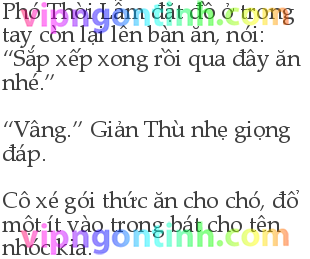 Phó Thời Lẫm đặt đồ ở trong
tay còn lại lên bàn ăn, nói:
“Sắp xếp xong rồi qua đây ăn
nhé.”
“Vâng.” Giản Thù nhẹ giọng
đáp.
Cô xé gói thức ăn cho chó, đổ
một ít vào trong bát cho tên
nhóc kia.
vipngontinh.com
vipngontinh.com
vipngontinh.com